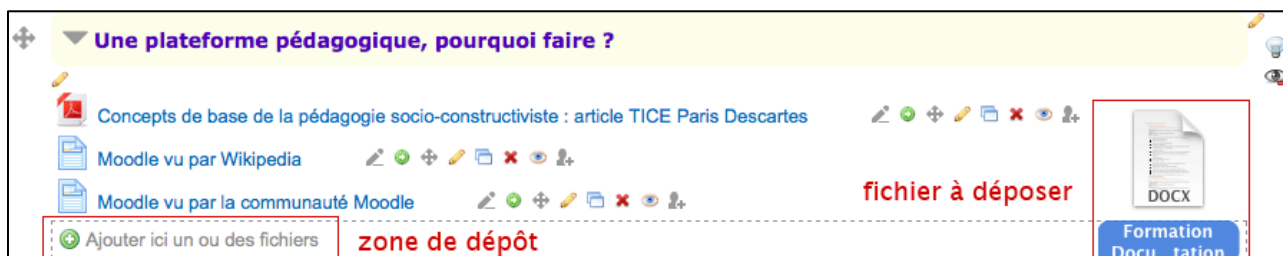 Une plateforme pédagogique, pourquoi faire ?
Concepts de base de la pédagogie socio-constructiviste : article TICE Paris Descartes
Moodle vu par Wikipedia
Moodle vu par la communauté Moodle
fichier à déposer
DOCX
Ajouter ici un ou des fichiers
zone de dépôt
Formation
Docu...tation